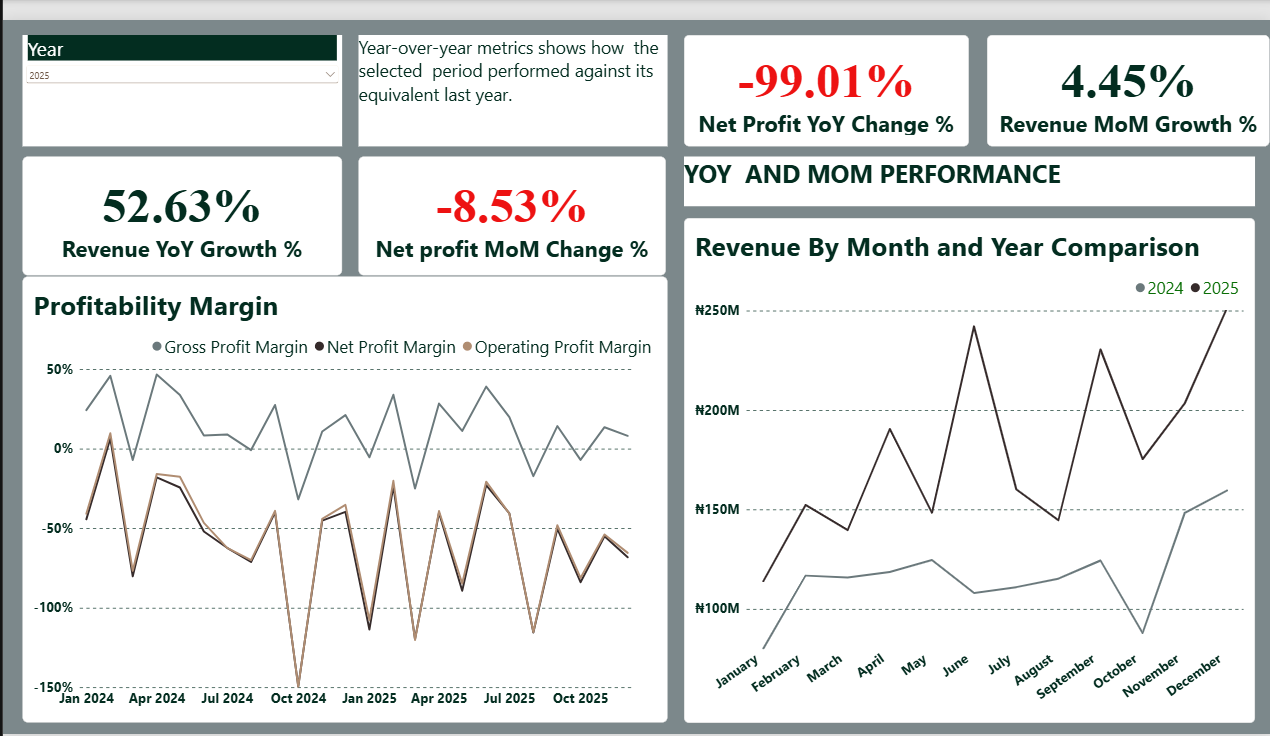 Year
2025
Year-over-year metrics shows how  the
selected  period performed against its
equivalent last year.
-99.01%
Net Profit YoY Change %
4.45%
Revenue MoM Growth %
52.63%
Revenue YoY Growth %
-8.53%
Net profit MoM Change %
YOY  AND MOM PERFORMANCE
Profitability Margin
Gross Profit Margin Net Profit Margin Operating Profit Margin
50%
0%
-50%
-100%
-150%
Jan 2024 Apr 2024 Jul 2024 Oct 2024 Jan 2025 Apr 2025 Jul 2025 Oct 2025
Revenue By Month and Year Comparison
2024 2025
₦250M
₦200M
₦150M
₦100M
January February March April May June July August September October November December